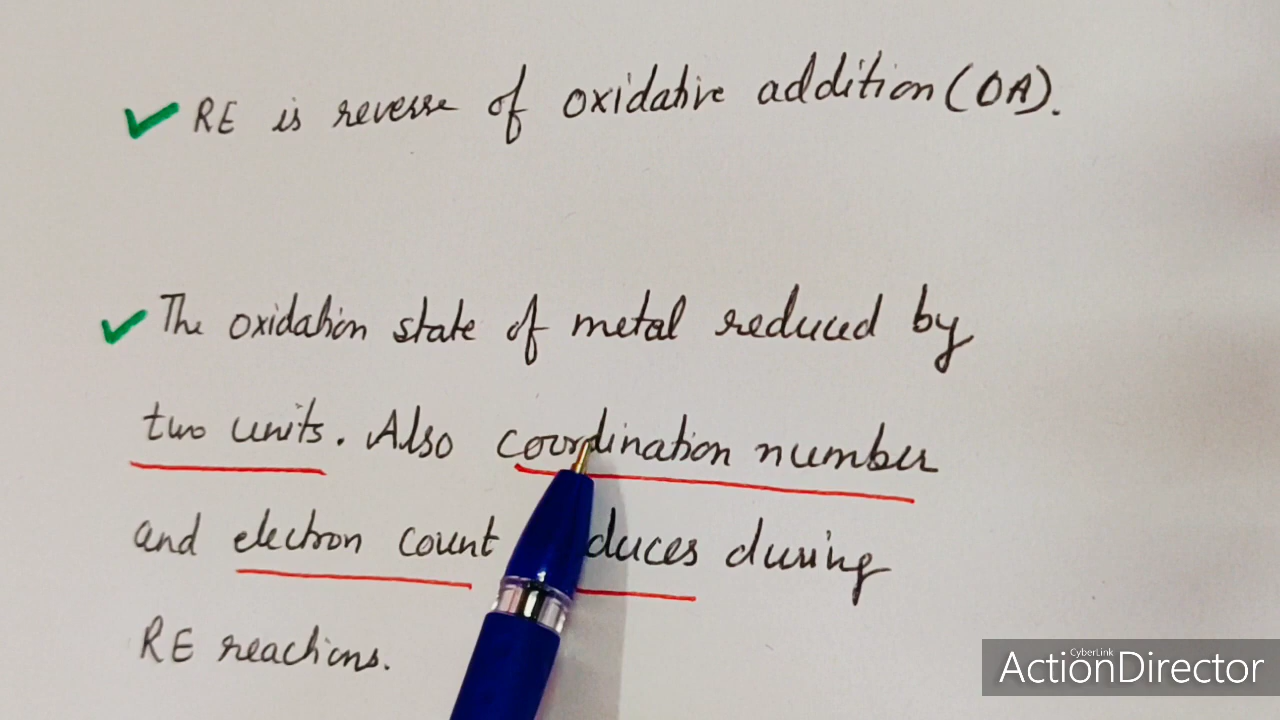 RE is reverse of oxidative addition (OA).
The oxidation state of metal reduced by
two units. Also coordination number
and electron count duces during
RE reactions.
CyberLink
ActionDirector